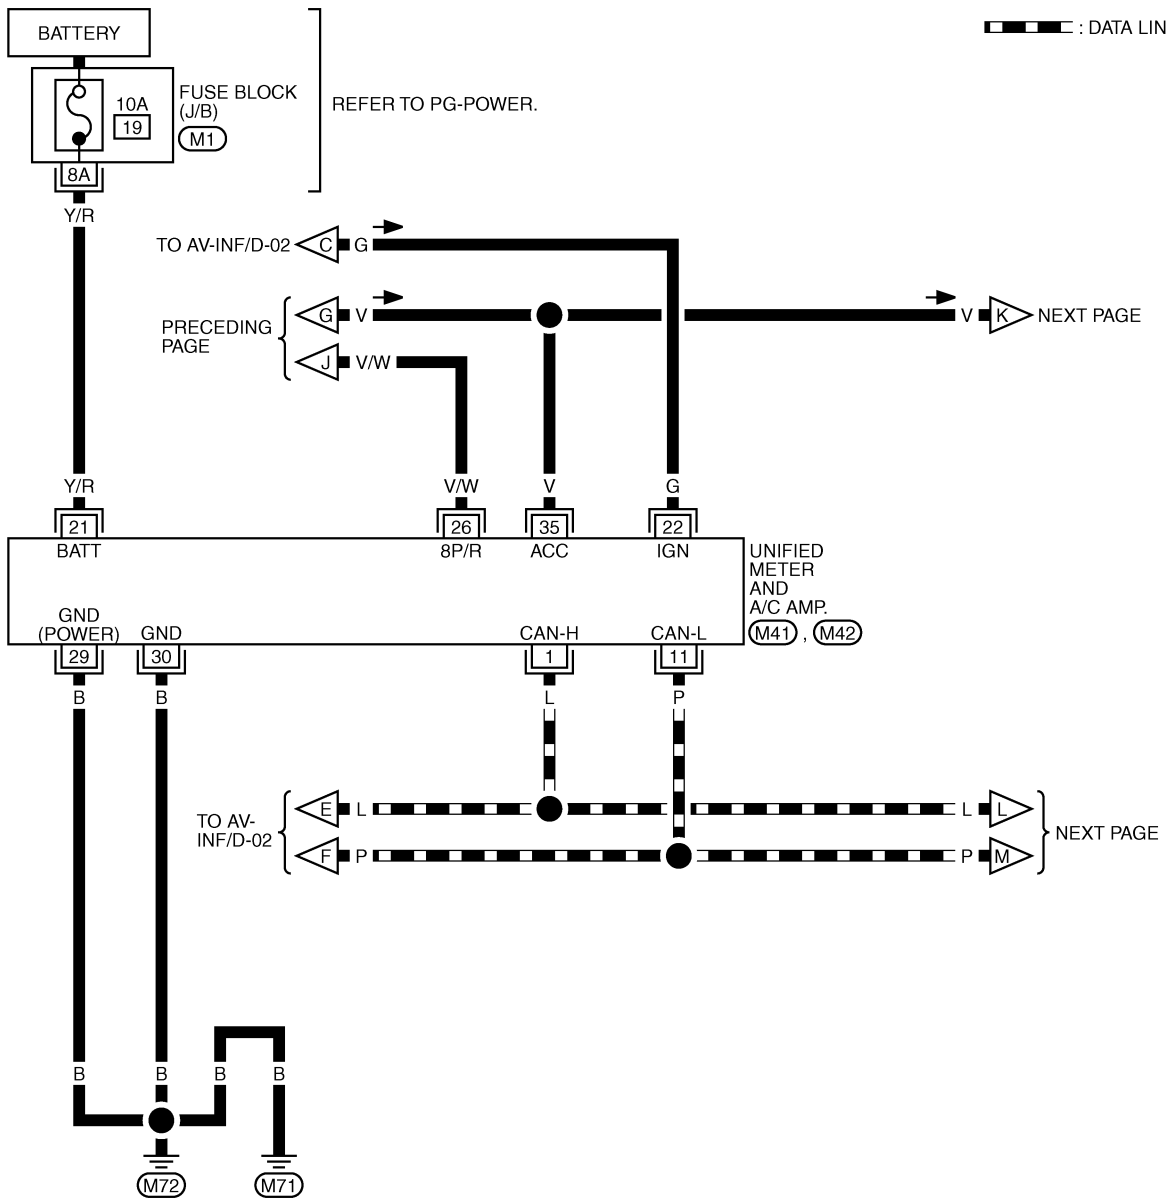 BATTERY
: DATA LIN
10A
19
FUSE BLOCK
(J/B)
M1
REFER TO PG-POWER.
8A
Y/R
TO AV-INF/D-02
C
G
PRECEDING
PAGE
G
V
V
K
NEXT PAGE
J
V/W
Y/R
V/W
V
G
21
26
35
22
BATT
8P/R
ACC
IGN
UNIFIED
METER
AND
A/C AMP.
M41 , M42
GND
(POWER)
GND
CAN-H
CAN-L
29
30
1
11
B
B
L
P
TO AV-
INF/D-02
E
L
L
L
F
P
P
M
NEXT PAGE
B
B
B
B
M72
M71